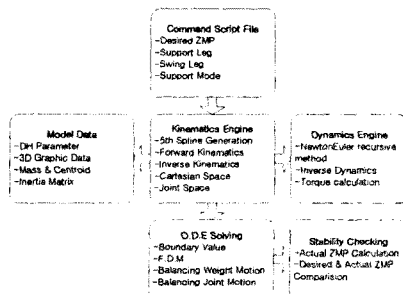 Command Script File
-Desired ZMP
-Support Leg
-Swing Leg
-Support Mode
Model Data
-DH Parameter
-3D Graphic Data
-Mass & Centroid
-Inertia Matrix
Kinematics Engine
-5th Spline Generation
-Forward Kinematics
-Inverse Kinematics
-Cartesian Space
-Joint Space
Dynamics Engine
-NewtonEuler recursive
method
-Inverse Dynamics
-Torque calculation
O.D.E Solving
-Boundary Value
-F.D.M
-Balancing Weight Motion
-Balancing Joint Motion
Stability Checking
-Actual ZMP Calculation
-Desired & Actual ZMP
Comparision